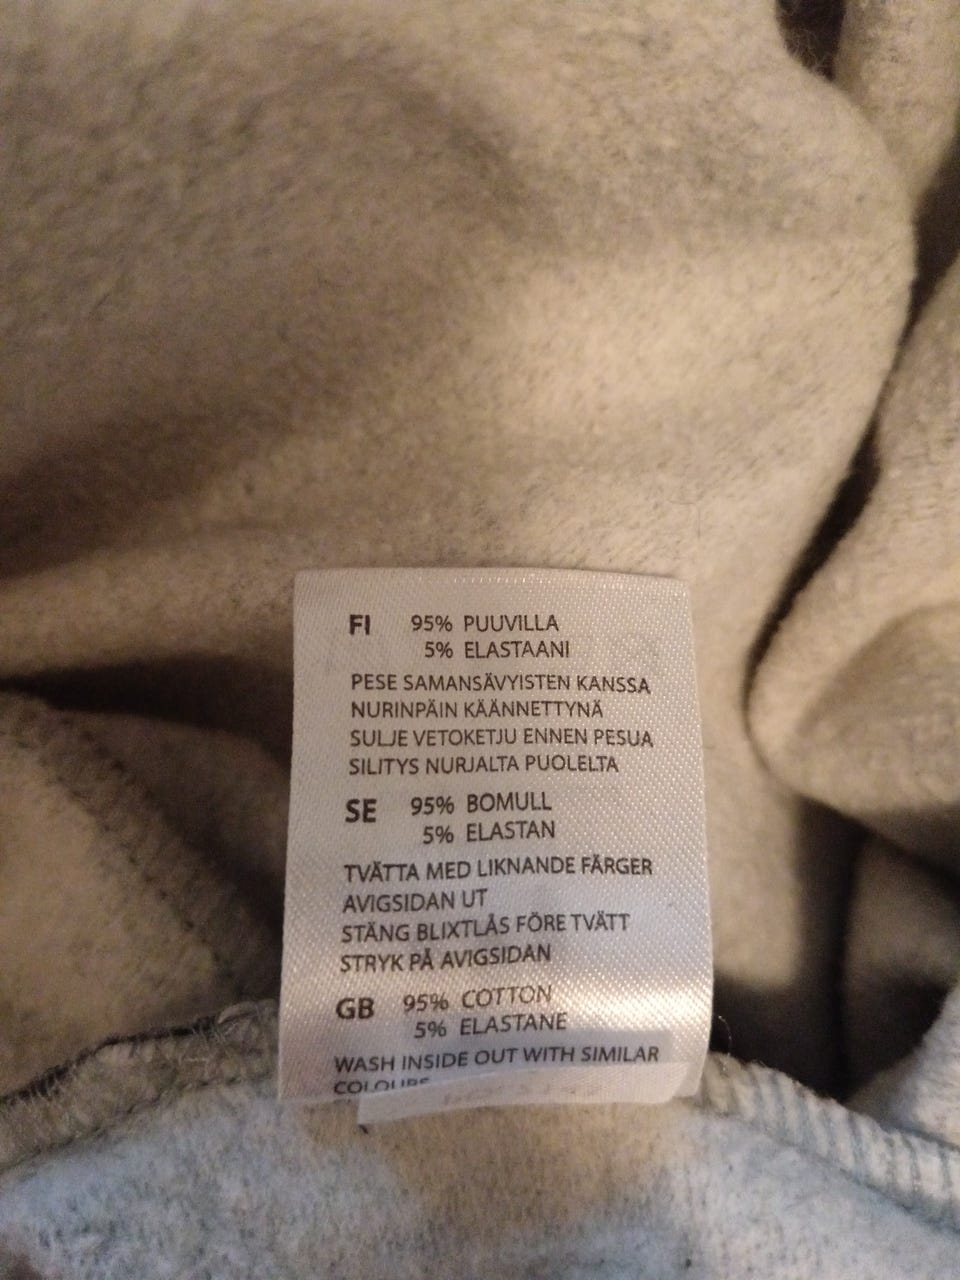 FI 95% PUUVILLA
5% ELASTAANI
PESE SAMANSÄVYISTEN KANSSA
NURINPÄIN KÄÄNNETTYNÄ
SULJE VETOKETJU ENNEN PESUA
SILITYS NURJALTA PUOLELTA
SE 95% BOMULL
5% ELASTAN
TVÄTTA MED LIKNANDE FÄRGER
AVIGSIDAN UT
STÄNG BLIXTLÅS FÖRE TVÄTT
STRYK PÅ AVIGSIDAN
GB 95% COTTON
5% ELASTANE
WASH INSIDE OUT WITH SIMILAR
COLOURS